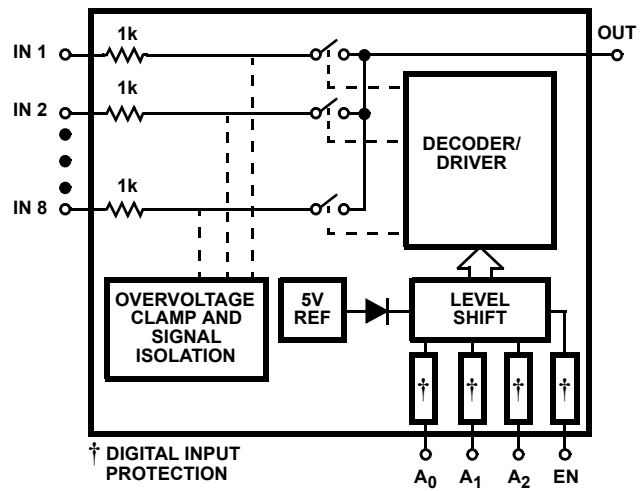 1k
IN 1
OUT
1k
IN 2
DECODER/
DRIVER
1k
IN 8
OVERVOLTAGE
CLAMP AND
SIGNAL
ISOLATION
5V
REF
LEVEL
SHIFT
† † † †
† DIGITAL INPUT
PROTECTION
A0 A1 A2 EN